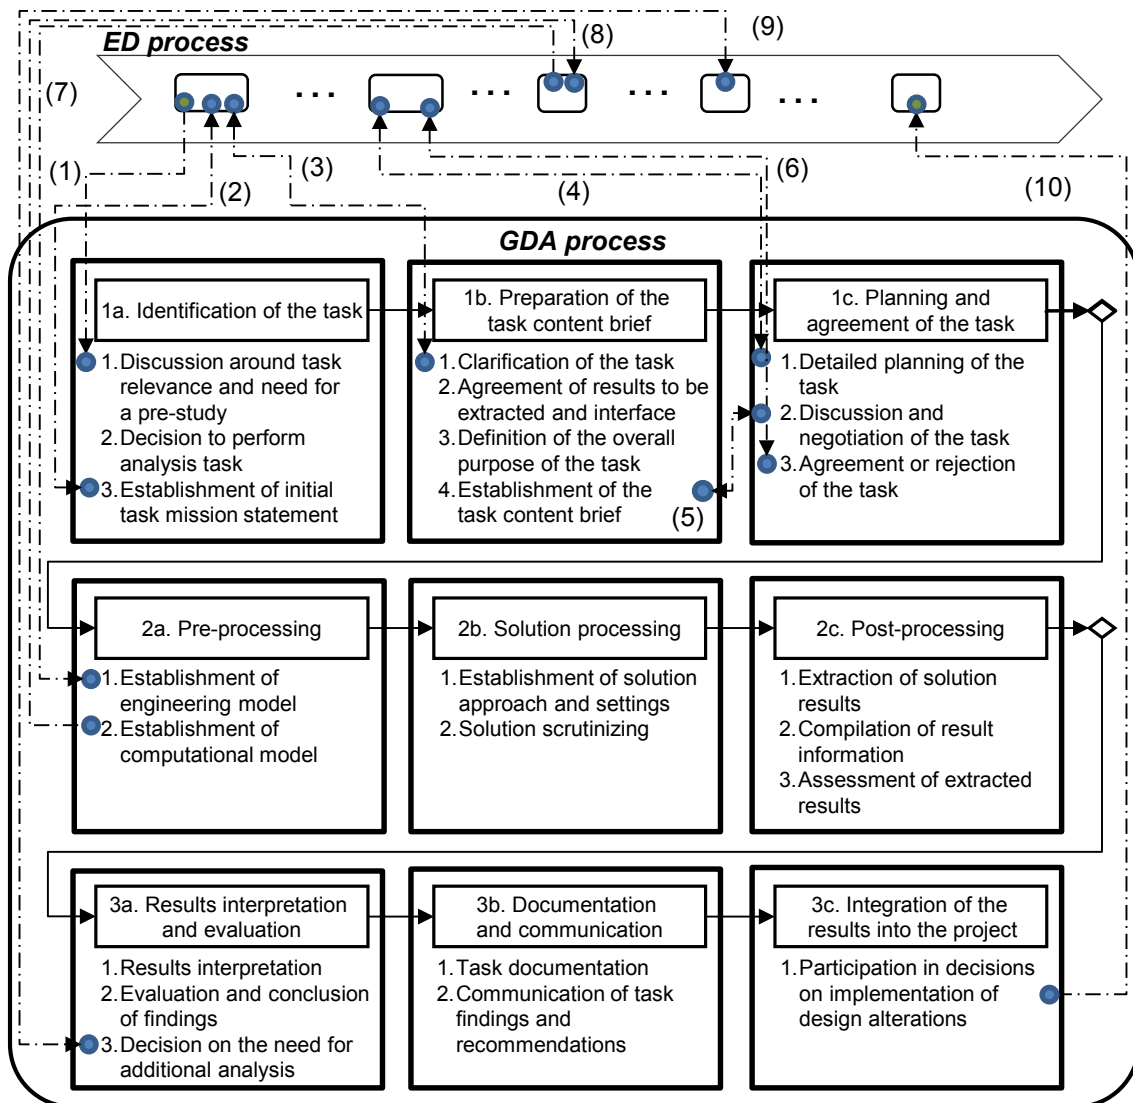 (8)
(9)
ED process
(7)
. . .
. . .
. . .
. . .
(1)
(2)
(3)
(4)
(6)
(10)
GDA process
1a. Identification of the task
1. Discussion around task
relevance and need for
a pre-study
2. Decision to perform
analysis task
3. Establishment of initial
task mission statement
1b. Preparation of the
task content brief
1. Clarification of the task
2. Agreement of results to be
extracted and interface
3. Definition of the overall
purpose of the task
4. Establishment of the
task content brief
(5)
1c. Planning and
agreement of the task
1. Detailed planning of the
task
2. Discussion and
negotiation of the task
3. Agreement or rejection
of the task
2a. Pre-processing
1. Establishment of
engineering model
2. Establishment of
computational model
2b. Solution processing
1. Establishment of solution
approach and settings
2. Solution scrutinizing
2c. Post-processing
1. Extraction of solution
results
2. Compilation of result
information
3. Assessment of extracted
results
3a. Results interpretation
and evaluation
1. Results interpretation
2. Evaluation and conclusion
of findings
3. Decision on the need for
additional analysis
3b. Documentation
and communication
1. Task documentation
2. Communication of task
findings and
recommendations
3c. Integration of the
results into the project
1. Participation in decisions
on implementation of
design alterations